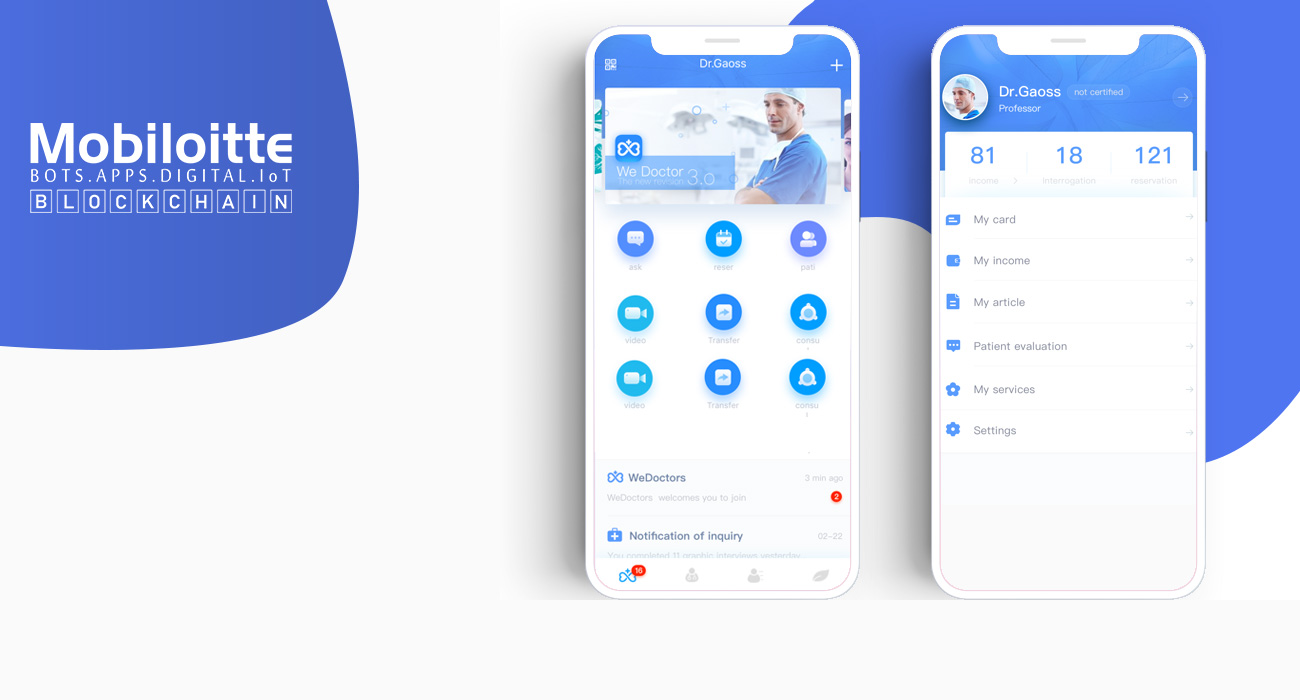 Mobiloitte
BOTS.APPS.DIGITAL.IoT
BLOCKCHAIN
Dr.Gaoss
We Doctor
The new revision 3.0
ask
reser
pati
video
Transfer
consu
video
Transfer
consu
WeDoctors
3 min ago
WeDoctors welcomes you to join
2
Notification of inquiry
02-22
You completed 11 graphic interviews yesterday
16
Dr.Gaoss
not certified
Professor
81
18
121
income
Interrogation
reservation
My card
My income
My article
Patient evaluation
My services
Settings